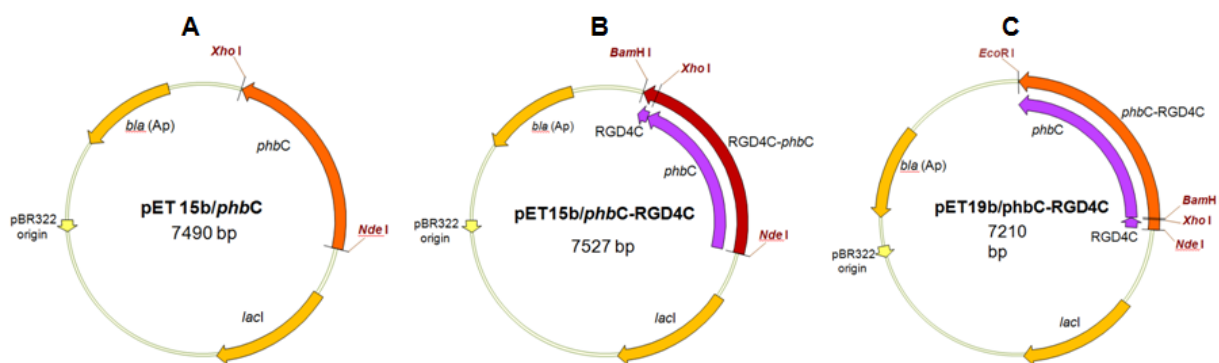 A
Xho I
bla (Ap)
phbC
pET 15b/phbC
7490 bp
pBR322
origin
Nde I
lacI
B
BamH I
Xho I
bla (Ap)
RGD4C
RGD4C-phbC
phbC
pET15b/phbC-RGD4C
7527 bp
pBR322
origin
Nde I
lacI
C
EcoR I
phbC-RGD4C
phbC
bla (Ap)
pET19b/phbC-RGD4C
7210
bp
BamH
Xho I
Nde I
RGD4C
pBR322
origin
lacI